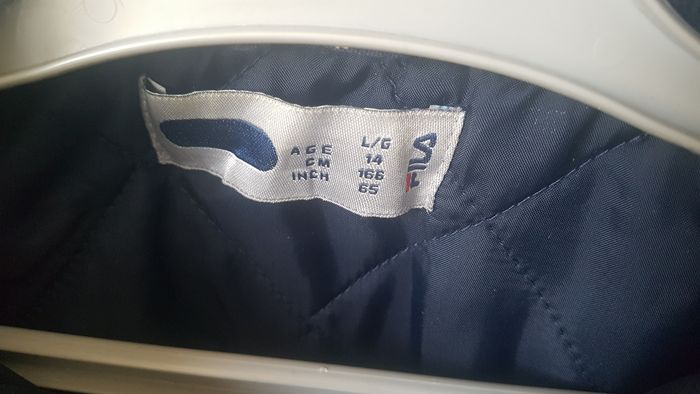 L/G
AGE 14
CM 166
INCH 65
FILA